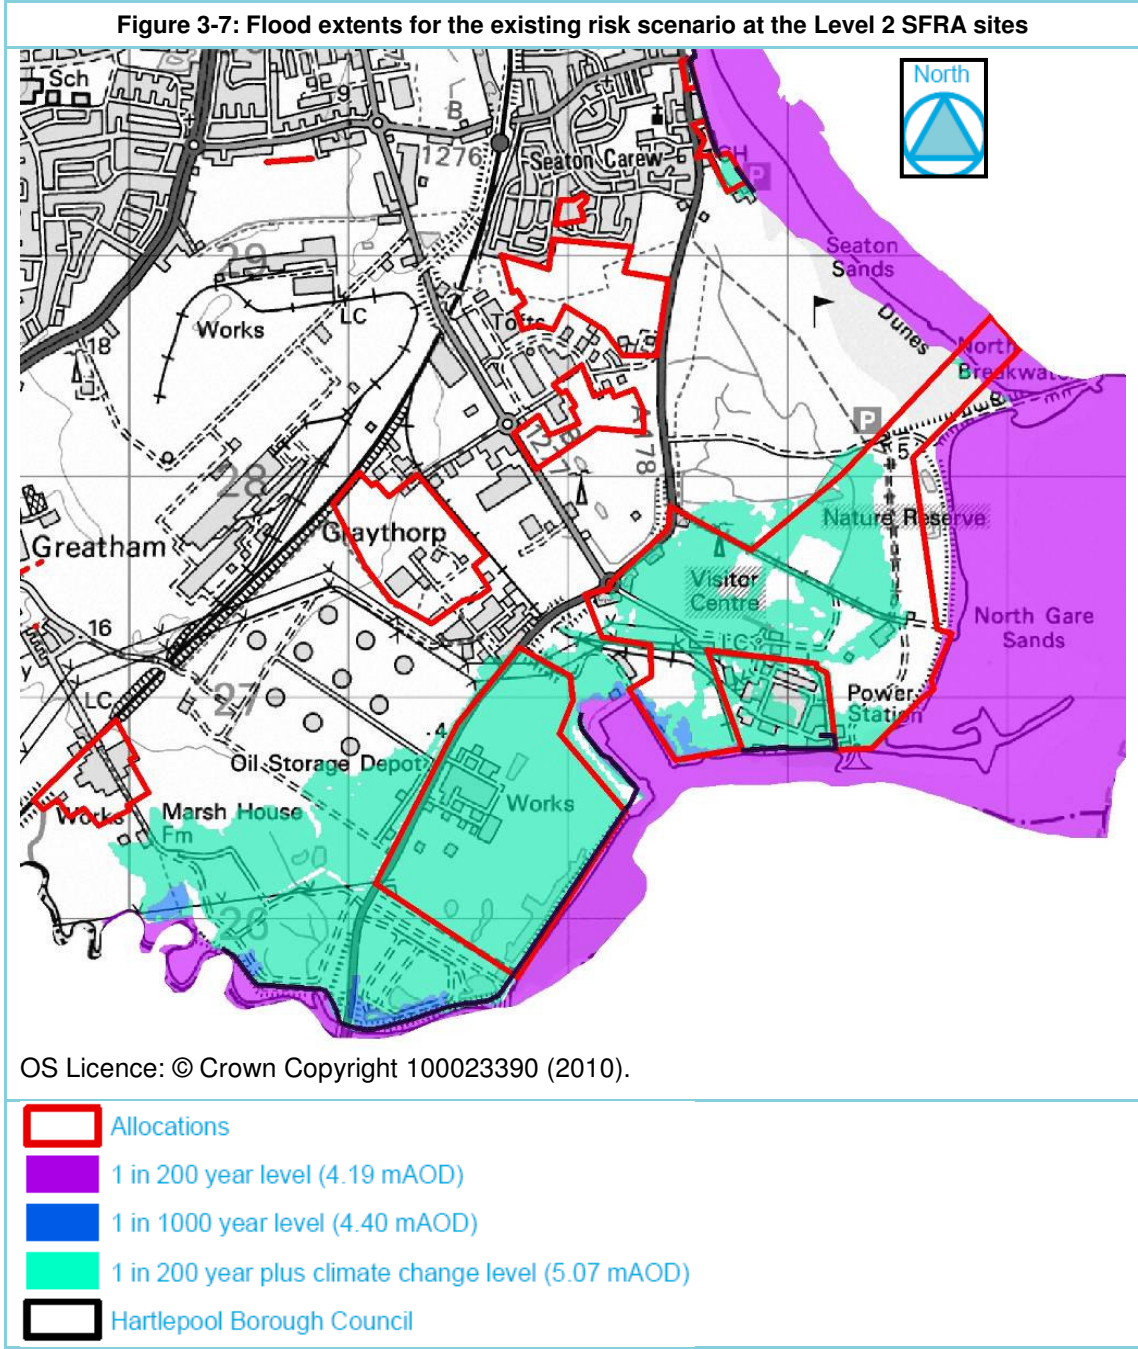 Figure 3-7: Flood extents for the existing risk scenario at the Level 2 SFRA sites
North
Sch
9
B
1276
Seaton Carew
GH
P
Seaton
Sands
29
Works
LC
Tofts
Dunes
18
North
Breakwater
P
A 178
5
28
Graythorp
Greatham
Nature Reserve
Visitor
Centre
North Gare
Sands
16
LC
27
Power
Station
4
Oil Storage Depot
Works
Works
Marsh House
Fm
26
OS Licence: © Crown Copyright 100023390 (2010).
Allocations
1 in 200 year level (4.19 mAOD)
1 in 1000 year level (4.40 mAOD)
1 in 200 year plus climate change level (5.07 mAOD)
Hartlepool Borough Council